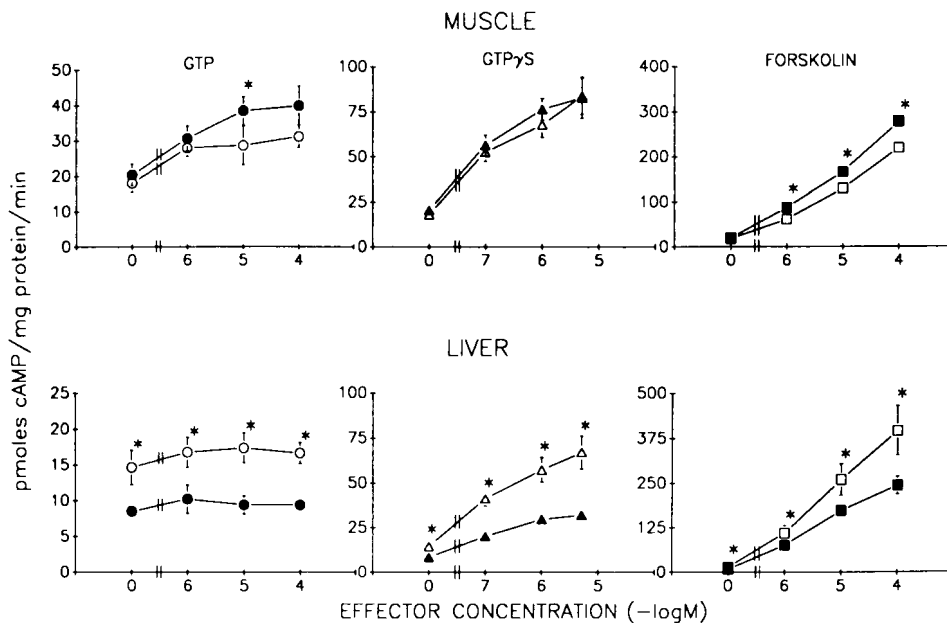 MUSCLE
GTP
GTPγS
FORSKOLIN
50
40
30
20
10
0
100
75
50
25
0
400
300
200
100
0
*
* * *
0 6 5 4
0 7 6 5
0 6 5 4
pmoles cAMP/mg protein/min
LIVER
25
20
15
10
5
0
100
75
50
25
0
500
375
250
125
0
* * * *
* * * *
* * * *
0 6 5 4
0 7 6 5
0 6 5 4
EFFECTOR CONCENTRATION (−logM)